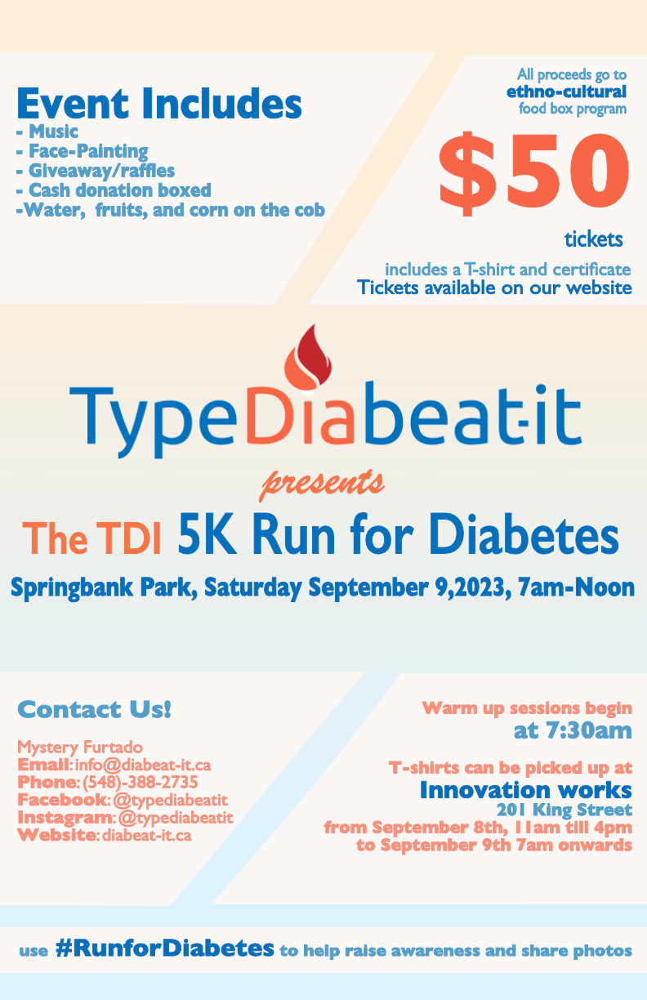 Event Includes
- Music
- Face-Painting
- Giveaway/raffles
- Cash donation boxed
-Water,  fruits, and corn on the cob
All proceeds go to
ethno-cultural
food box program
$50
tickets
includes a T-shirt and certificate
Tickets available on our website
TypeDiabeat-it
presents
The TDI 5K Run for Diabetes
Springbank Park, Saturday September 9,2023, 7am-Noon
Contact Us!
Mystery Furtado
Email: info@diabeat-it.ca
Phone: (548)-388-2735
Facebook: @typediabeatit
Instagram: @typediabeatit
Website: diabeat-it.ca
Warm up sessions begin
at 7:30am
T-shirts can be picked up at
Innovation works
201 King Street
from September 8th, 11am till 4pm
to September 9th 7am onwards
use #RunforDiabetes to help raise awareness and share photos